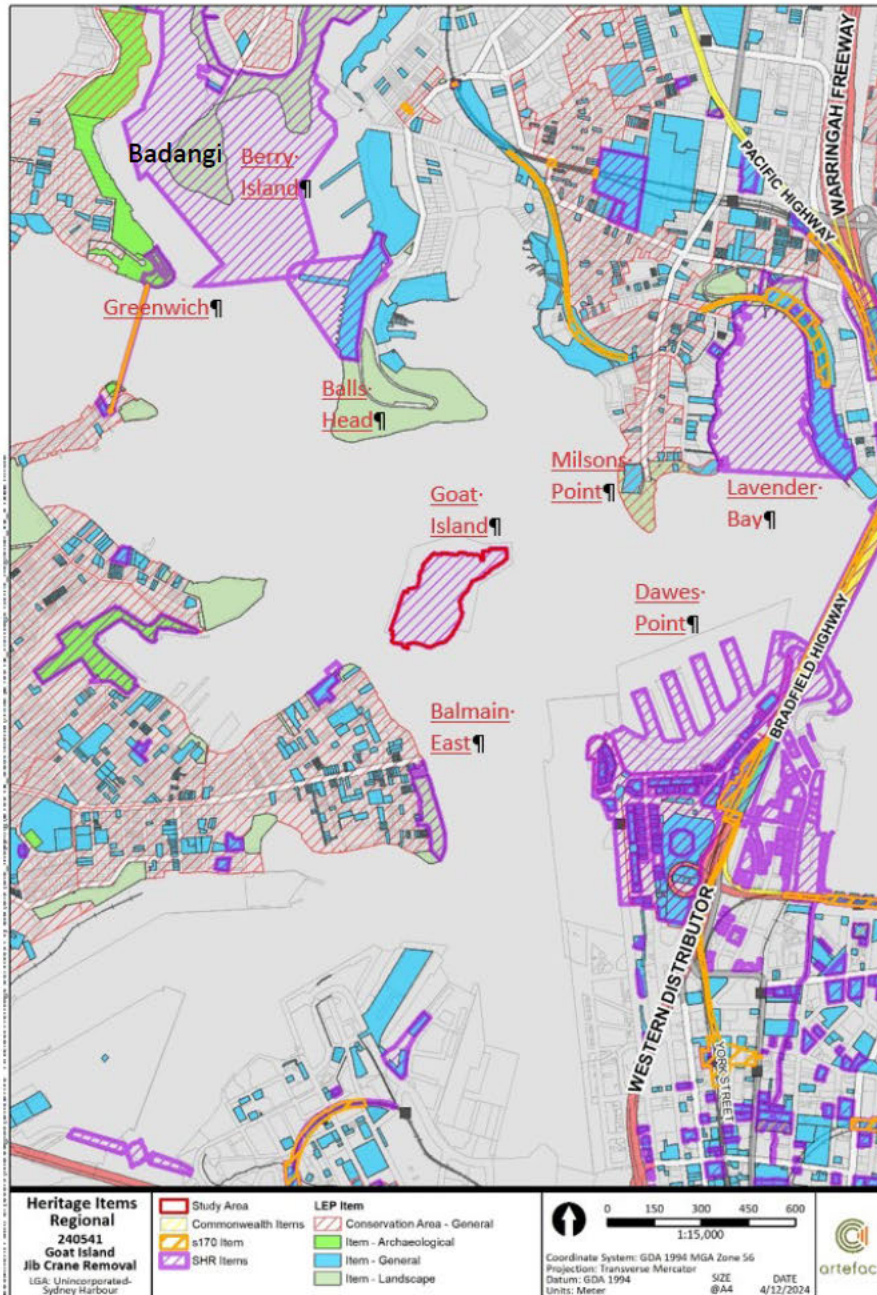 WARRINGAH FREEWAY
PACIFIC HIGHWAY
Badangi
Berry·
Island¶
Greenwich¶
Balls·
Head¶
Milsons·
Point¶
Lavender·
Bay¶
Goat·
Island¶
Dawes·
Point¶
BRADFIELD HIGHWAY
Balmain·
East¶
WESTERN DISTRIBUTOR
YORK STREET
Heritage Items
Regional
240541
Goat Island
Jib Crane Removal
LGA: Unincorporated-
Sydney Harbour
Study Area
Commonwealth Items
s170 Item
SHR Items
LEP Item
Conservation Area - General
Item - Archaeological
Item - General
Item - Landscape
0 150 300 450 600
1:15,000
Coordinate System: GDA 1994 MGA Zone 56
Projection: Transverse Mercator
Datum: GDA 1994
Units: Meter
SIZE
@A4
DATE
4/12/2024
artefact